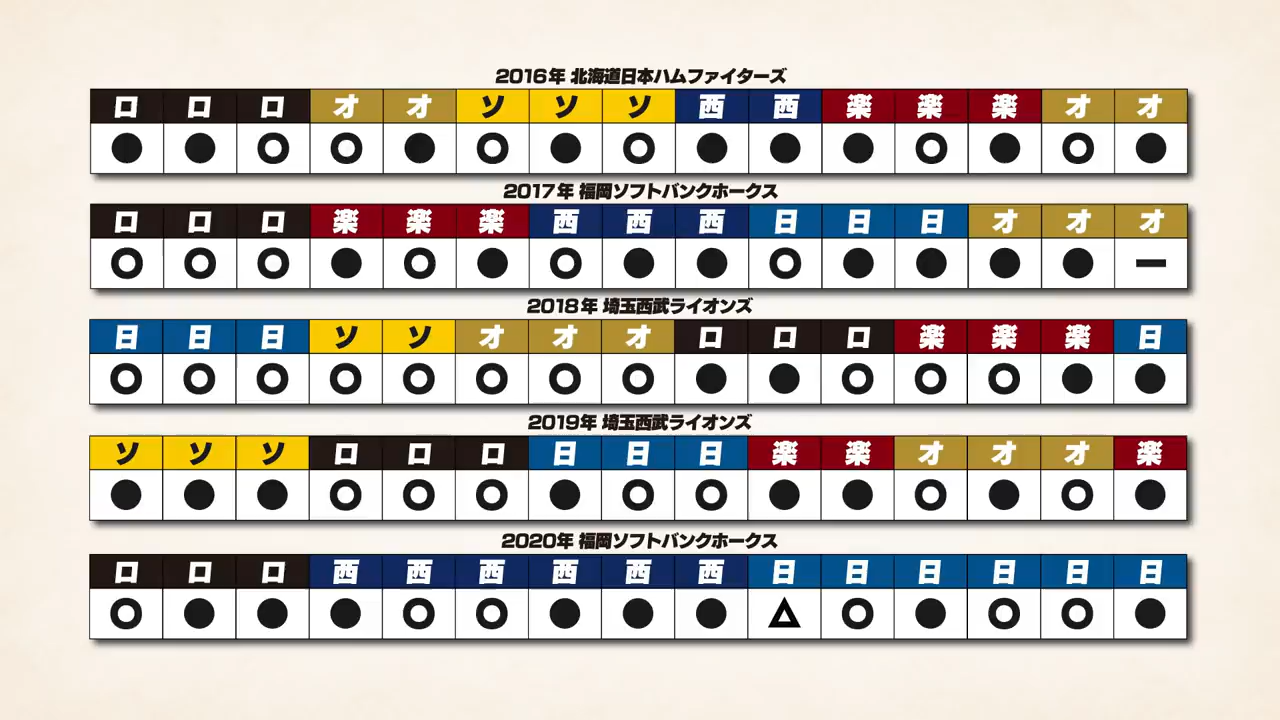 2016年 北海道日本ハムファイターズ
ロ ロ ロ オ オ ソ ソ ソ 西 西 楽 楽 楽 オ オ
● ● ○ ○ ● ○ ● ○ ● ● ● ○ ● ○ ●
2017年 福岡ソフトバンクホークス
ロ ロ ロ 楽 楽 楽 西 西 西 日 日 日 オ オ オ
○ ○ ○ ● ○ ● ○ ● ● ○ ● ● ● ● ー
2018年 埼玉西武ライオンズ
日 日 日 ソ ソ オ オ オ ロ ロ ロ 楽 楽 楽 日
○ ○ ○ ○ ○ ○ ○ ○ ● ● ○ ○ ○ ● ●
2019年 埼玉西武ライオンズ
ソ ソ ソ ロ ロ ロ 日 日 日 楽 楽 オ オ オ 楽
● ● ● ○ ○ ○ ● ○ ○ ● ● ○ ● ○ ●
2020年 福岡ソフトバンクホークス
ロ ロ ロ 西 西 西 西 西 西 日 日 日 日 日 日
○ ● ● ● ○ ○ ● ● ● △ ○ ● ○ ○ ●